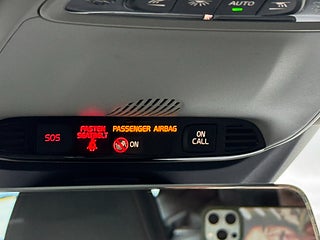 AUTO
SOS
FASTEN
SEATBELT
PASSENGER AIRBAG
ON
ON
CALL